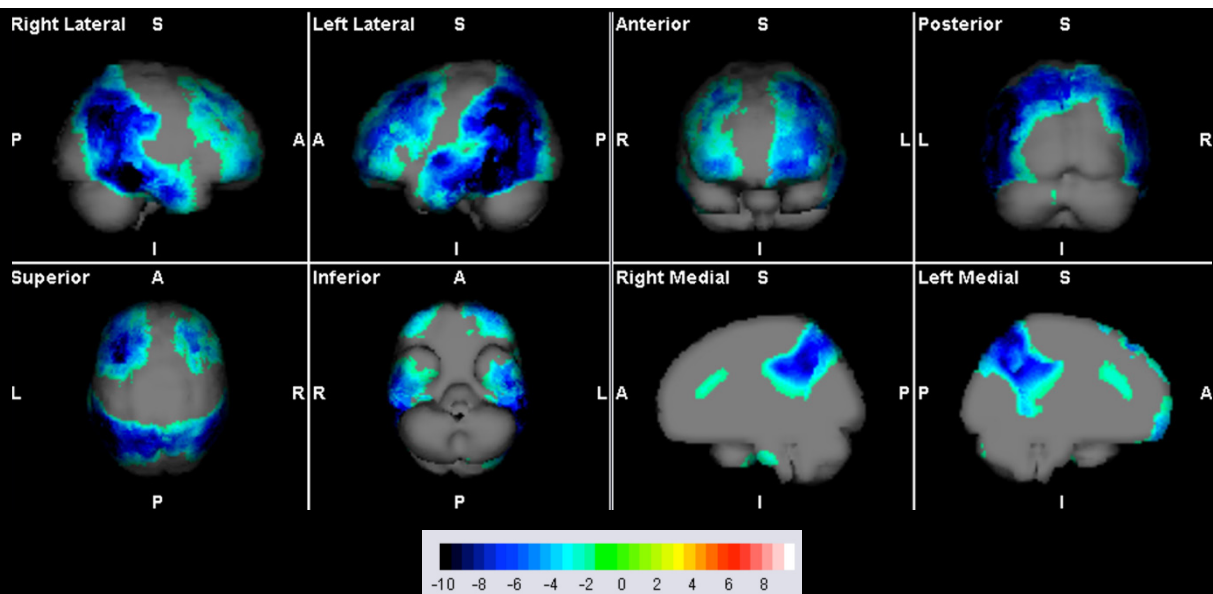 Right Lateral S
P A
I
Left Lateral S
A P
I
Anterior S
R L
I
Posterior S
L R
I
Superior A
L R
P
Inferior A
R L
P
Right Medial S
A P
I
Left Medial S
P A
I
-10 -8 -6 -4 -2 0 2 4 6 8